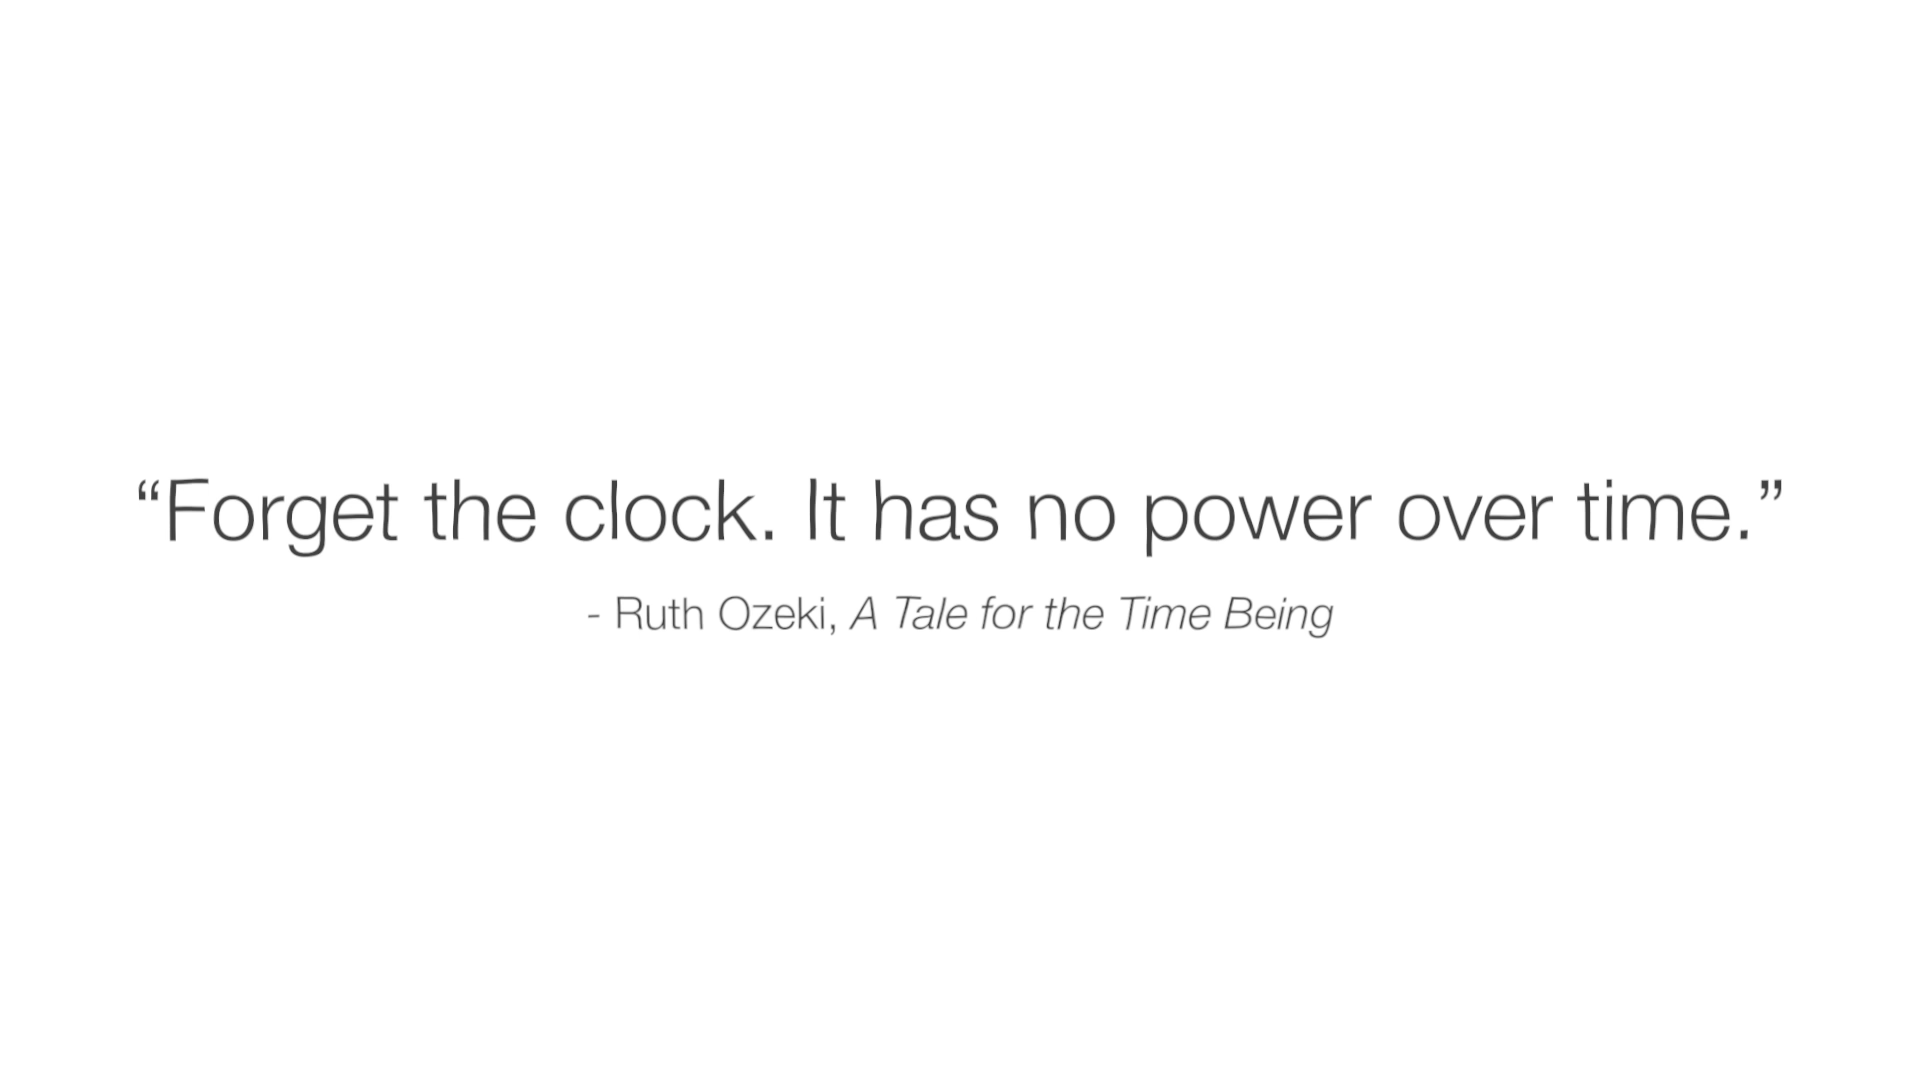 “Forget the clock. It has no power over time.”
- Ruth Ozeki, A Tale for the Time Being